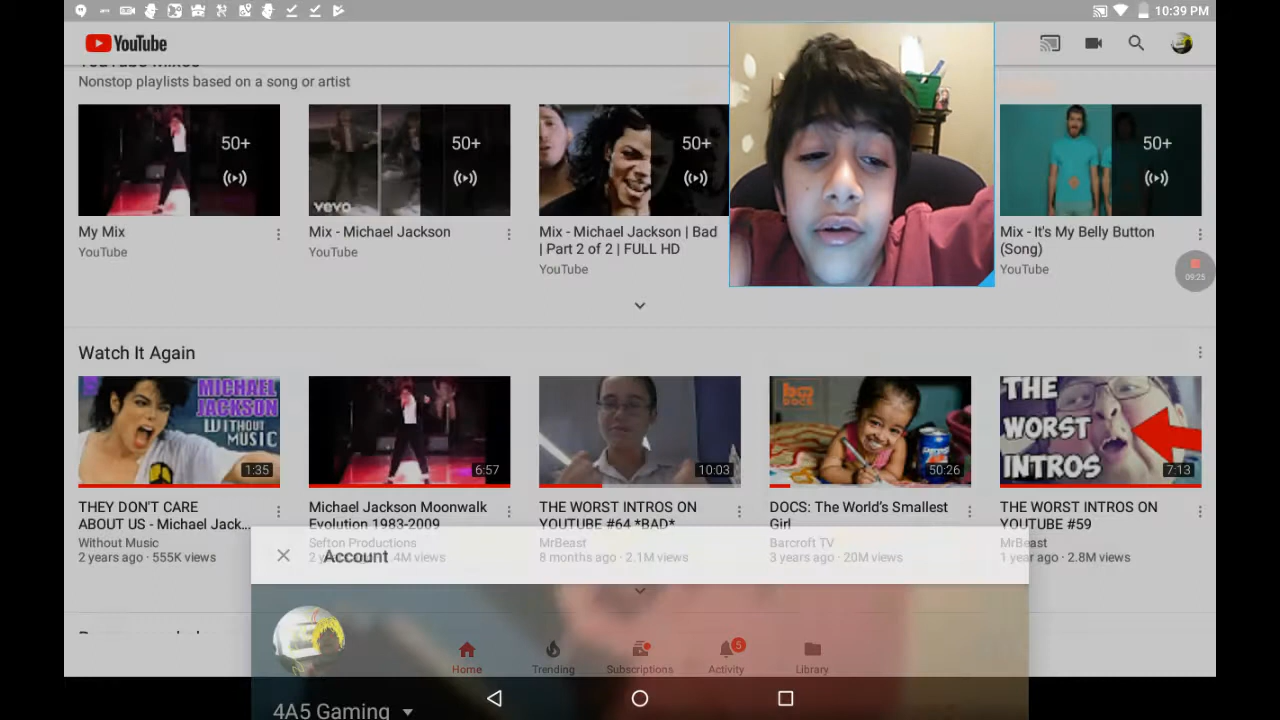 10:39 PM
YouTube
Nonstop playlists based on a song or artist
50+
50+
50+
50+
vevo
My Mix
YouTube
Mix - Michael Jackson
YouTube
Mix - Michael Jackson | Bad
| Part 2 of 2 | FULL HD
YouTube
Mix - It's My Belly Button
(Song)
YouTube
09:25
Watch It Again
MICHAEL
JACKSON
WITHOUT
MUSIC
1:35
6:57
10:03
DOCS
50:26
THE
WORST
INTROS
7:13
THEY DON'T CARE
ABOUT US - Michael Jack...
Without Music
2 years ago · 555K views
Michael Jackson Moonwalk
Evolution 1983-2009
Sefton Productions
.4M views
THE WORST INTROS ON
YOUTUBE #64 *BAD*
MrBeast
8 months ago · 2.1M views
DOCS: The World's Smallest
Girl
Barcroft TV
3 years ago · 20M views
THE WORST INTROS ON
YOUTUBE #59
MrBeast
1 year ago · 2.8M views
Account
5
Home
Trending
Subscriptions
Activity
Library
4A5 Gaming